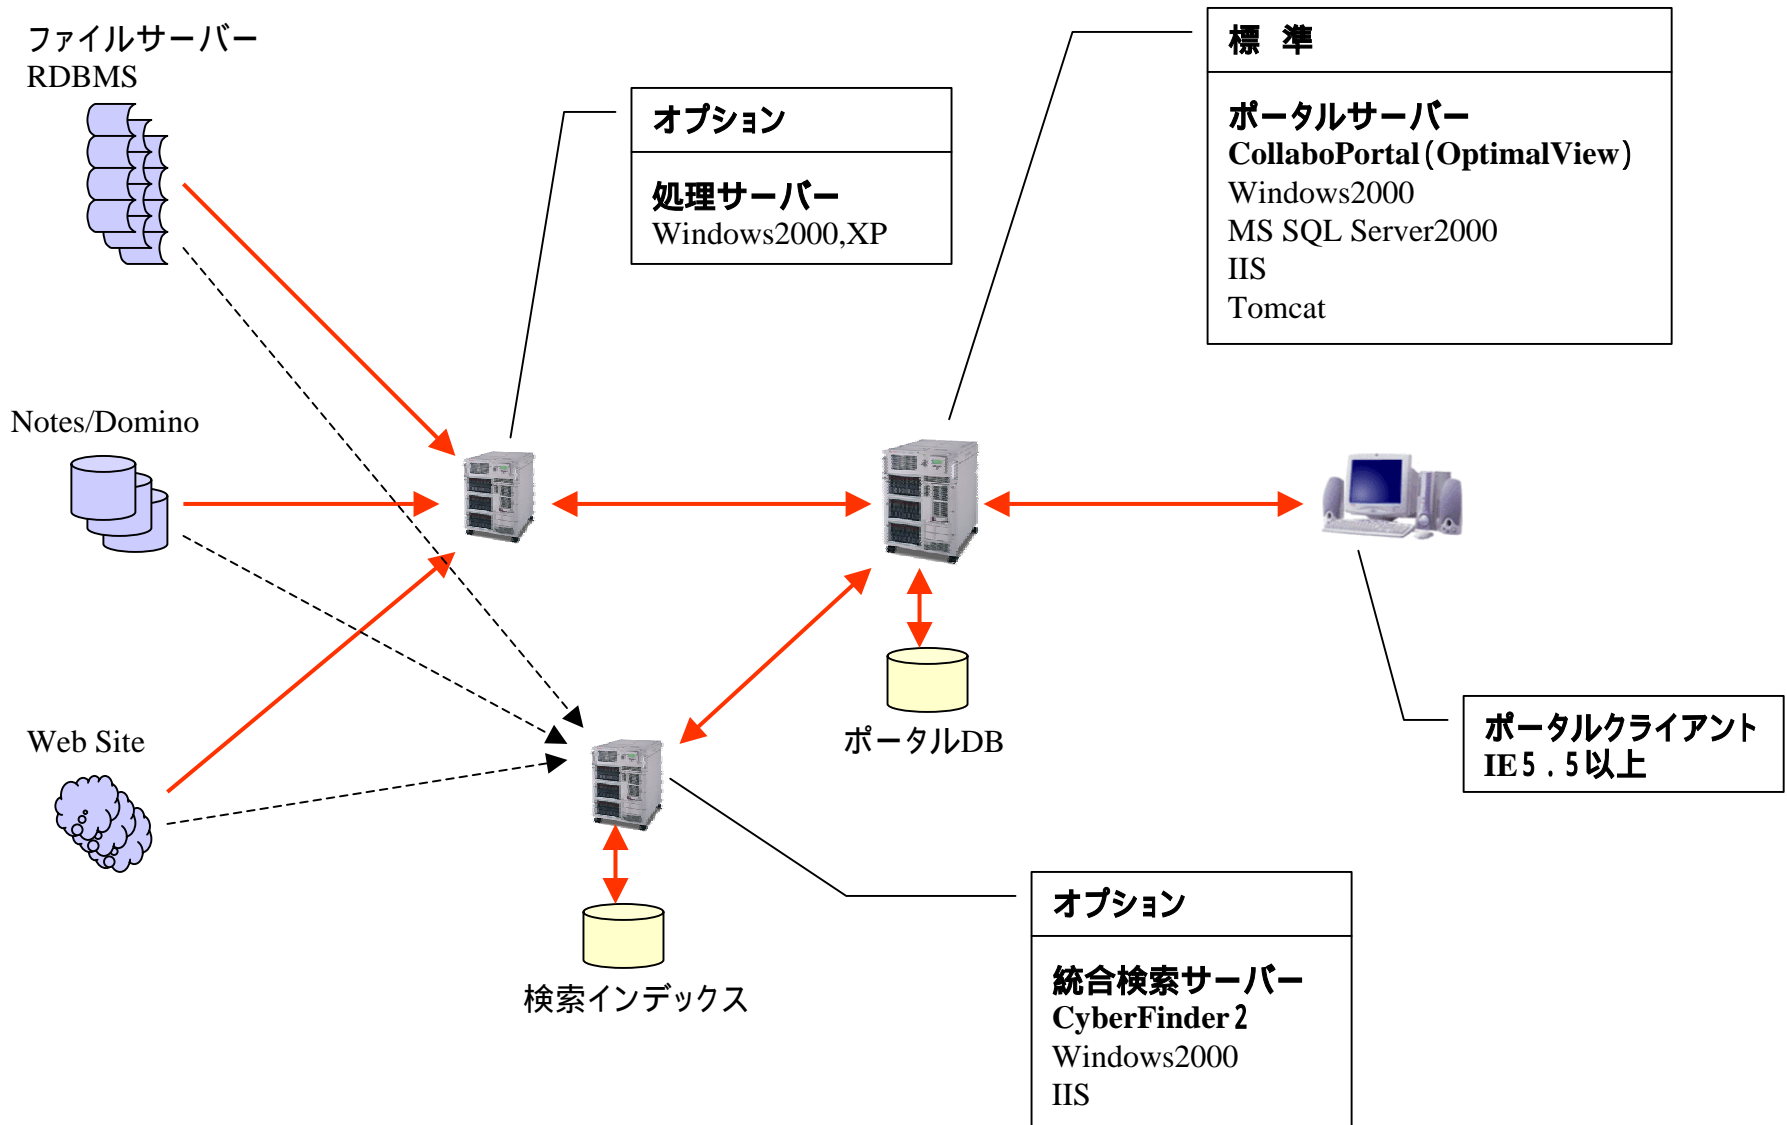 ファイルサーバー
RDBMS
オプション
処理サーバー
Windows2000,XP
標 準
ポータルサーバー
CollaboPortal(OptimalView)
Windows2000
MS SQL Server2000
IIS
Tomcat
Notes/Domino
Web Site
ポータルDB
ポータルクライアント
IE5.5以上
検索インデックス
オプション
統合検索サーバー
CyberFinder2
Windows2000
IIS